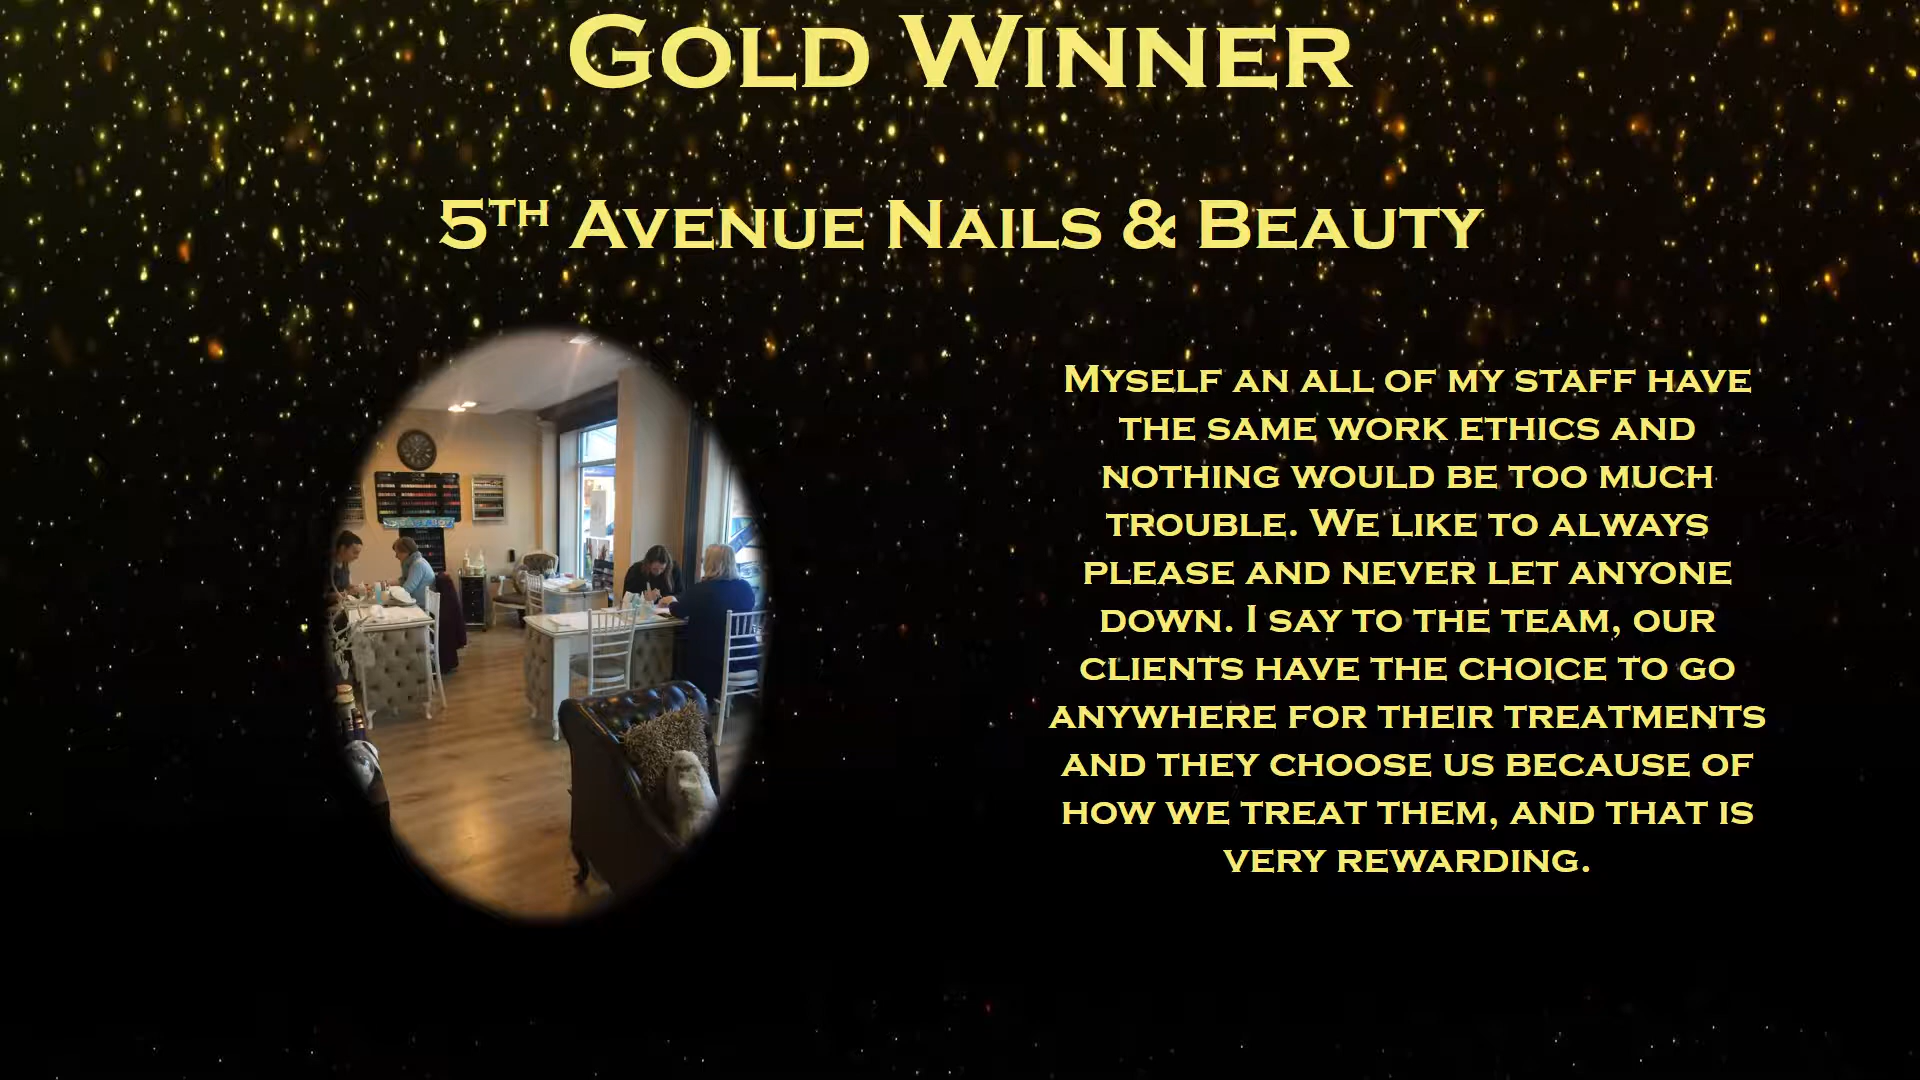 Gold Winner
5th Avenue Nails & Beauty
Myself an all of my staff have
the same work ethics and
nothing would be too much
trouble. We like to always
please and never let anyone
down. I say to the team, our
clients have the choice to go
anywhere for their treatments
and they choose us because of
how we treat them, and that is
very rewarding.